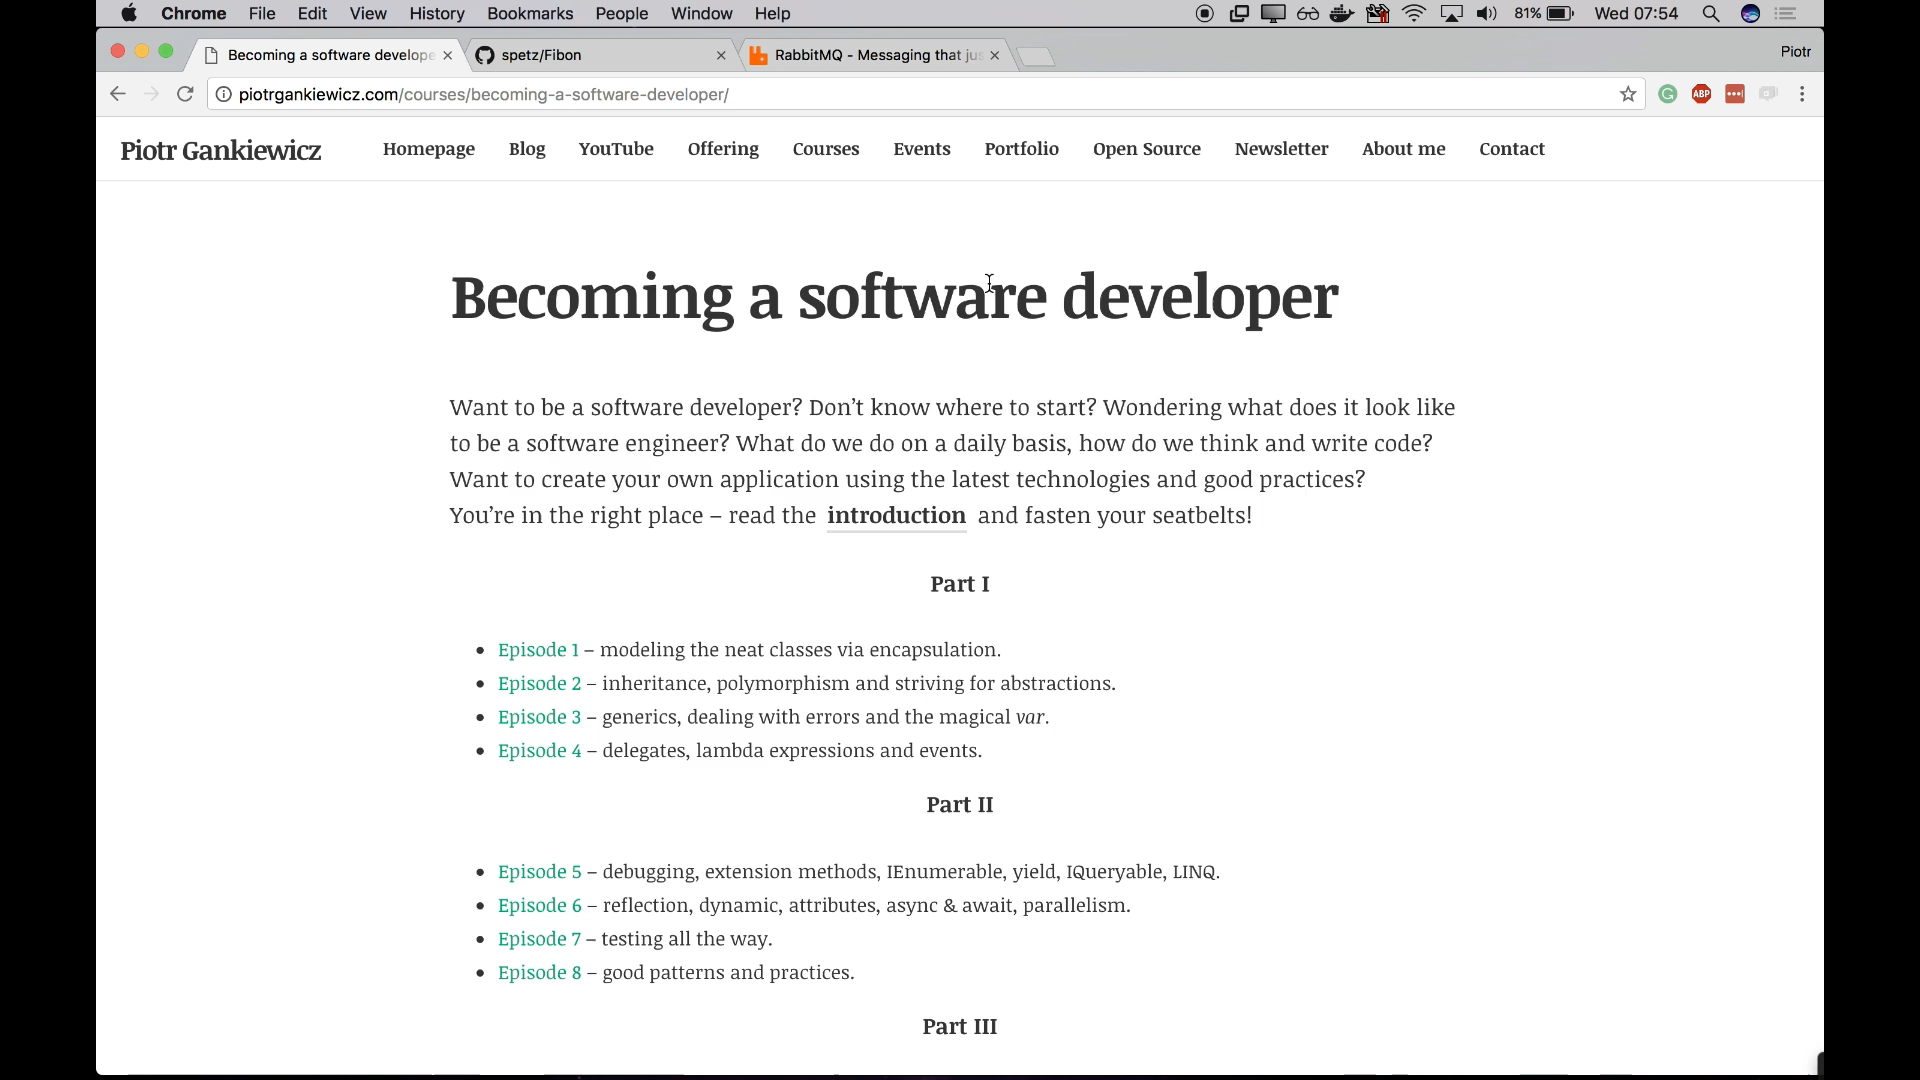 Chrome File Edit View History Bookmarks People Window Help 81% Wed 07:54
Becoming a software develope spetz/Fibon RabbitMQ - Messaging that jus Piotr
piotrgankiewicz.com/courses/becoming-a-software-developer/ ABP
Piotr Gankiewicz Homepage Blog YouTube Offering Courses Events Portfolio Open Source Newsletter About me Contact
Becoming a software developer
Want to be a software developer? Don't know where to start? Wondering what does it look like
to be a software engineer? What do we do on a daily basis, how do we think and write code?
Want to create your own application using the latest technologies and good practices?
You're in the right place – read the introduction and fasten your seatbelts!
Part I
• Episode 1 – modeling the neat classes via encapsulation.
• Episode 2 – inheritance, polymorphism and striving for abstractions.
• Episode 3 – generics, dealing with errors and the magical var.
• Episode 4 – delegates, lambda expressions and events.
Part II
• Episode 5 – debugging, extension methods, IEnumerable, yield, IQueryable, LINQ.
• Episode 6 – reflection, dynamic, attributes, async & await, parallelism.
• Episode 7 – testing all the way.
• Episode 8 – good patterns and practices.
Part III